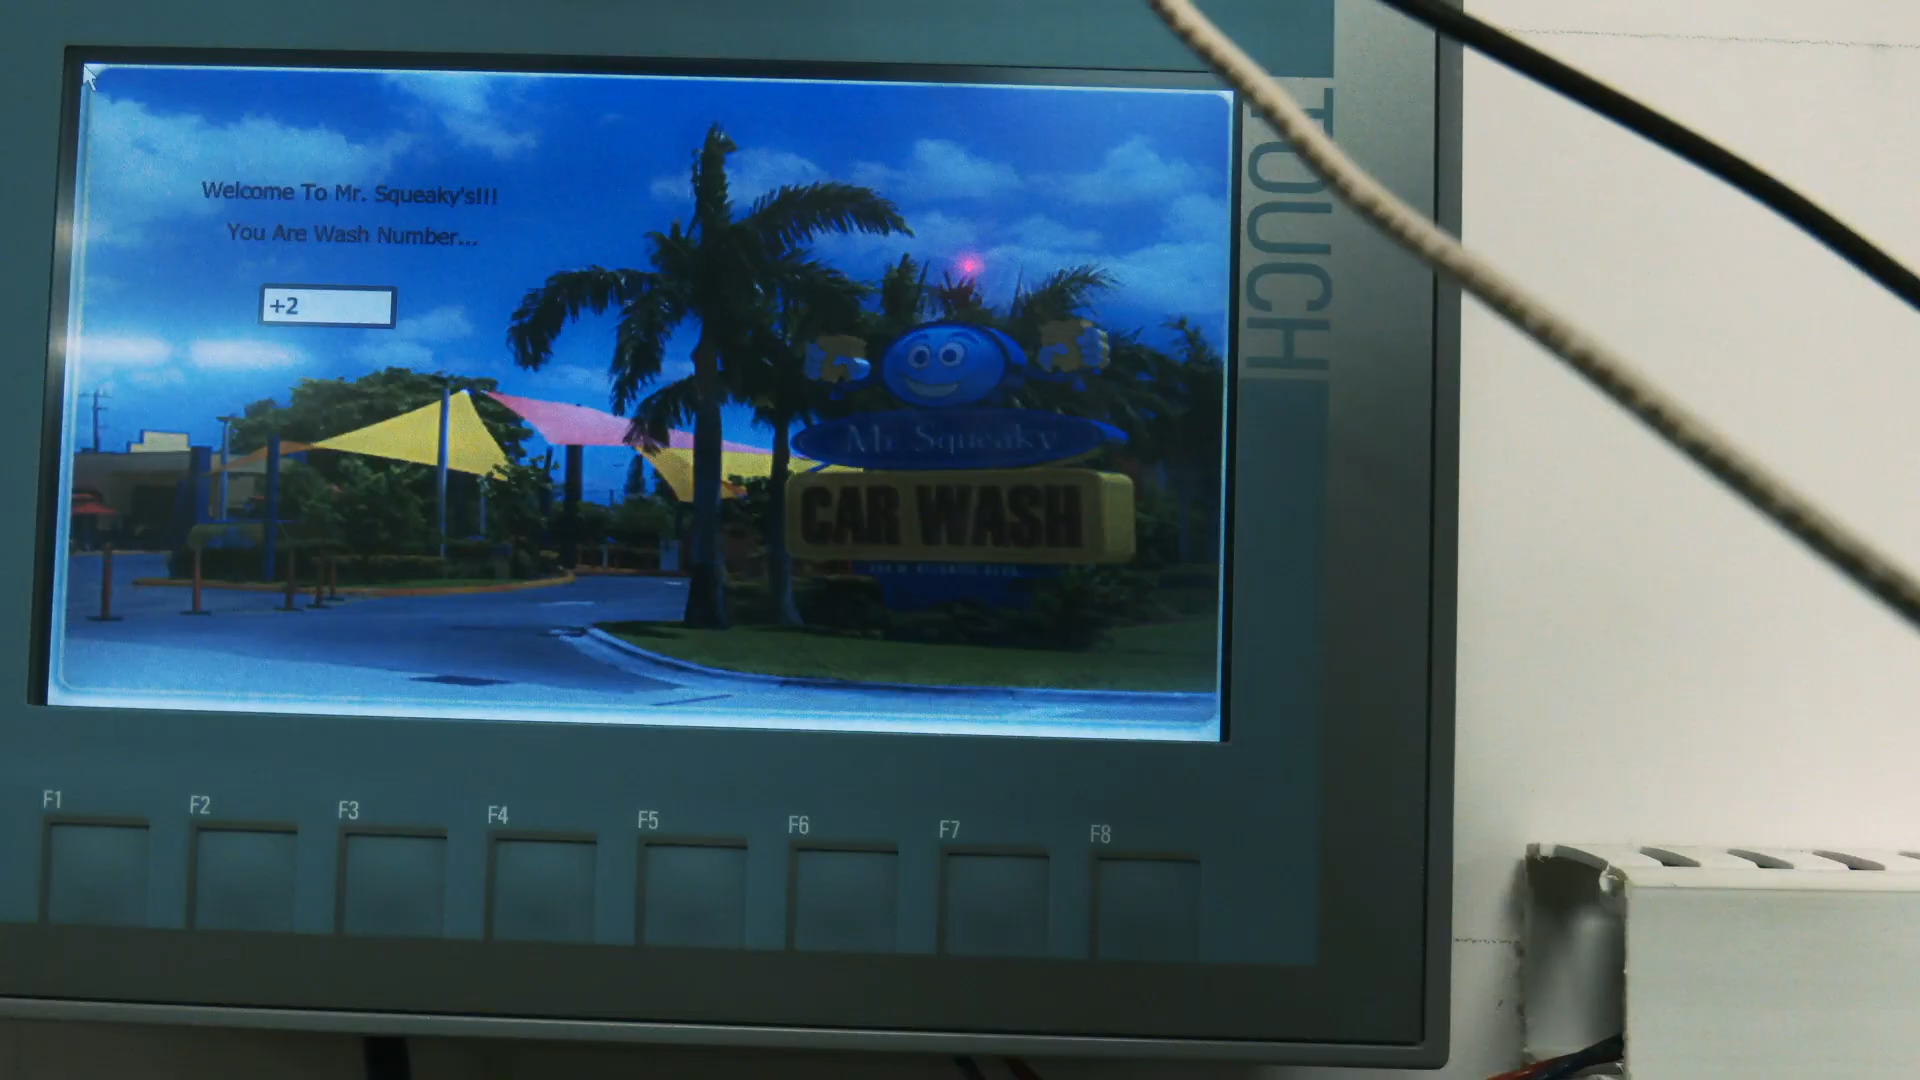 Welcome To Mr. Squeaky's!!!
You Are Wash Number...
+2
Mr. Squeaky
CAR WASH
TOUCH
F1
F2
F3
F4
F5
F6
F7
F8